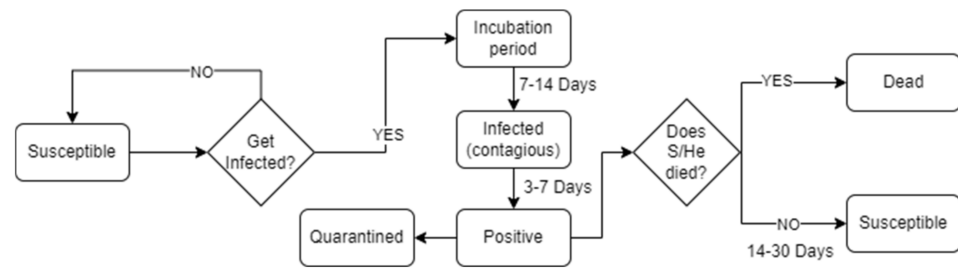 Susceptible
NO
Get
Infected?
YES
Incubation
period
7-14 Days
Infected
(contagious)
3-7 Days
Positive
Quarantined
Does
S/He
died?
YES
Dead
NO
14-30 Days
Susceptible